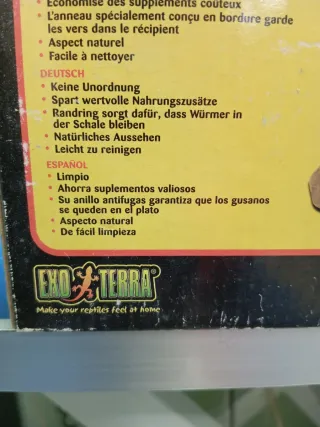 • Économise des suppléments coûteux
• L'anneau spécialement conçu en bordure garde
les vers dans le récipient
• Aspect naturel
• Facile à nettoyer
DEUTSCH
• Keine Unordnung
• Spart wertvolle Nahrungszusätze
• Randring sorgt dafür, dass Würmer in
der Schale bleiben
• Natürliches Aussehen
• Leicht zu reinigen
ESPAÑOL
• Limpio
• Ahorra suplementos valiosos
• Su anillo antifugas garantiza que los gusanos
se queden en el plato
• Aspecto natural
• De fácil limpieza
EXO TERRA®
Make your reptiles feel at home